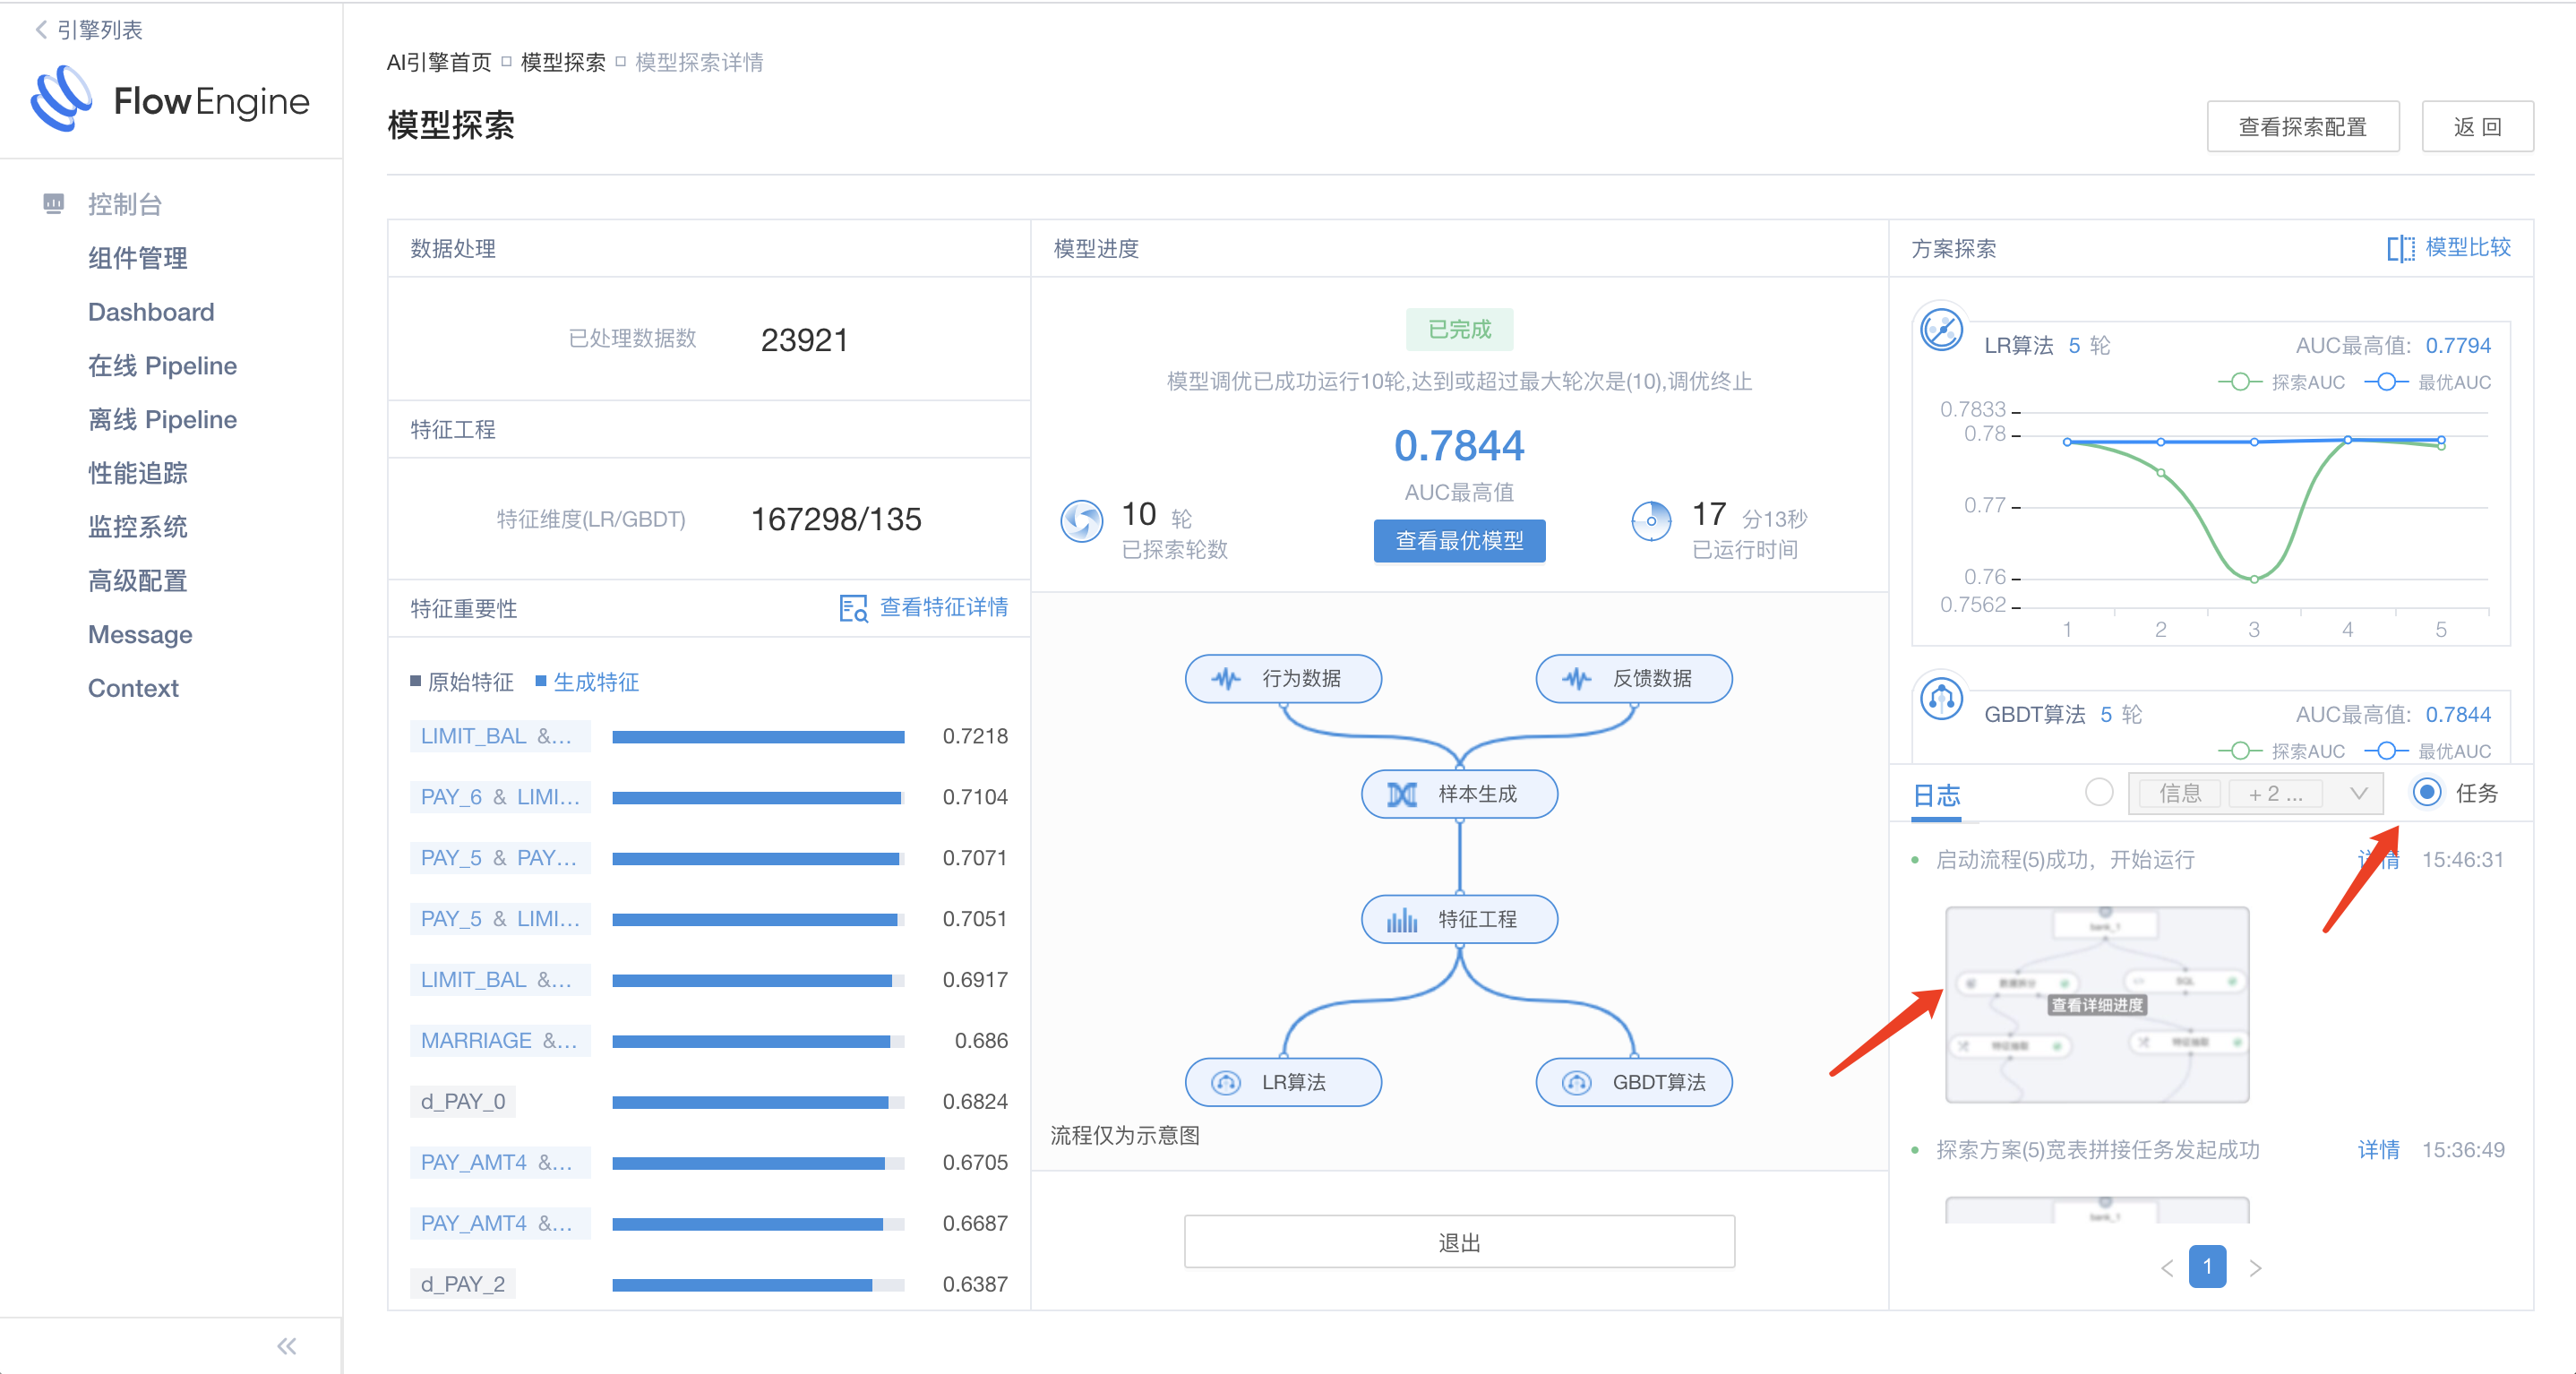 引擎列表
FlowEngine
控制台
组件管理
Dashboard
在线 Pipeline
离线 Pipeline
性能追踪
监控系统
高级配置
Message
Context
AI引擎首页 模型探索 模型探索详情
模型探索
查看探索配置
返 回
数据处理
已处理数据数 23921
特征工程
特征维度(LR/GBDT) 167298/135
特征重要性 查看特征详情
原始特征 生成特征
LIMIT_BAL &... 0.7218
PAY_6 & LIMI... 0.7104
PAY_5 & PAY... 0.7071
PAY_5 & LIMI... 0.7051
LIMIT_BAL &... 0.6917
MARRIAGE &... 0.686
d_PAY_0 0.6824
PAY_AMT4 &... 0.6705
PAY_AMT4 &... 0.6687
d_PAY_2 0.6387
模型进度
已完成
模型调优已成功运行10轮,达到或超过最大轮次是(10),调优终止
0.7844
AUC最高值
查看最优模型
10 轮
已探索轮数
17 分13秒
已运行时间
行为数据
反馈数据
样本生成
特征工程
LR算法
GBDT算法
流程仅为示意图
退出
方案探索 模型比较
LR算法 5 轮 AUC最高值: 0.7794
探索AUC 最优AUC
0.7833
0.78
0.77
0.76
0.7562
1 2 3 4 5
GBDT算法 5 轮 AUC最高值: 0.7844
探索AUC 最优AUC
日志 信息 + 2 ... 任务
启动流程(5)成功，开始运行 详情 15:46:31
bank_1
SQL
查看详细进度
探索方案(5)宽表拼接任务发起成功 详情 15:36:49
bank_1
1